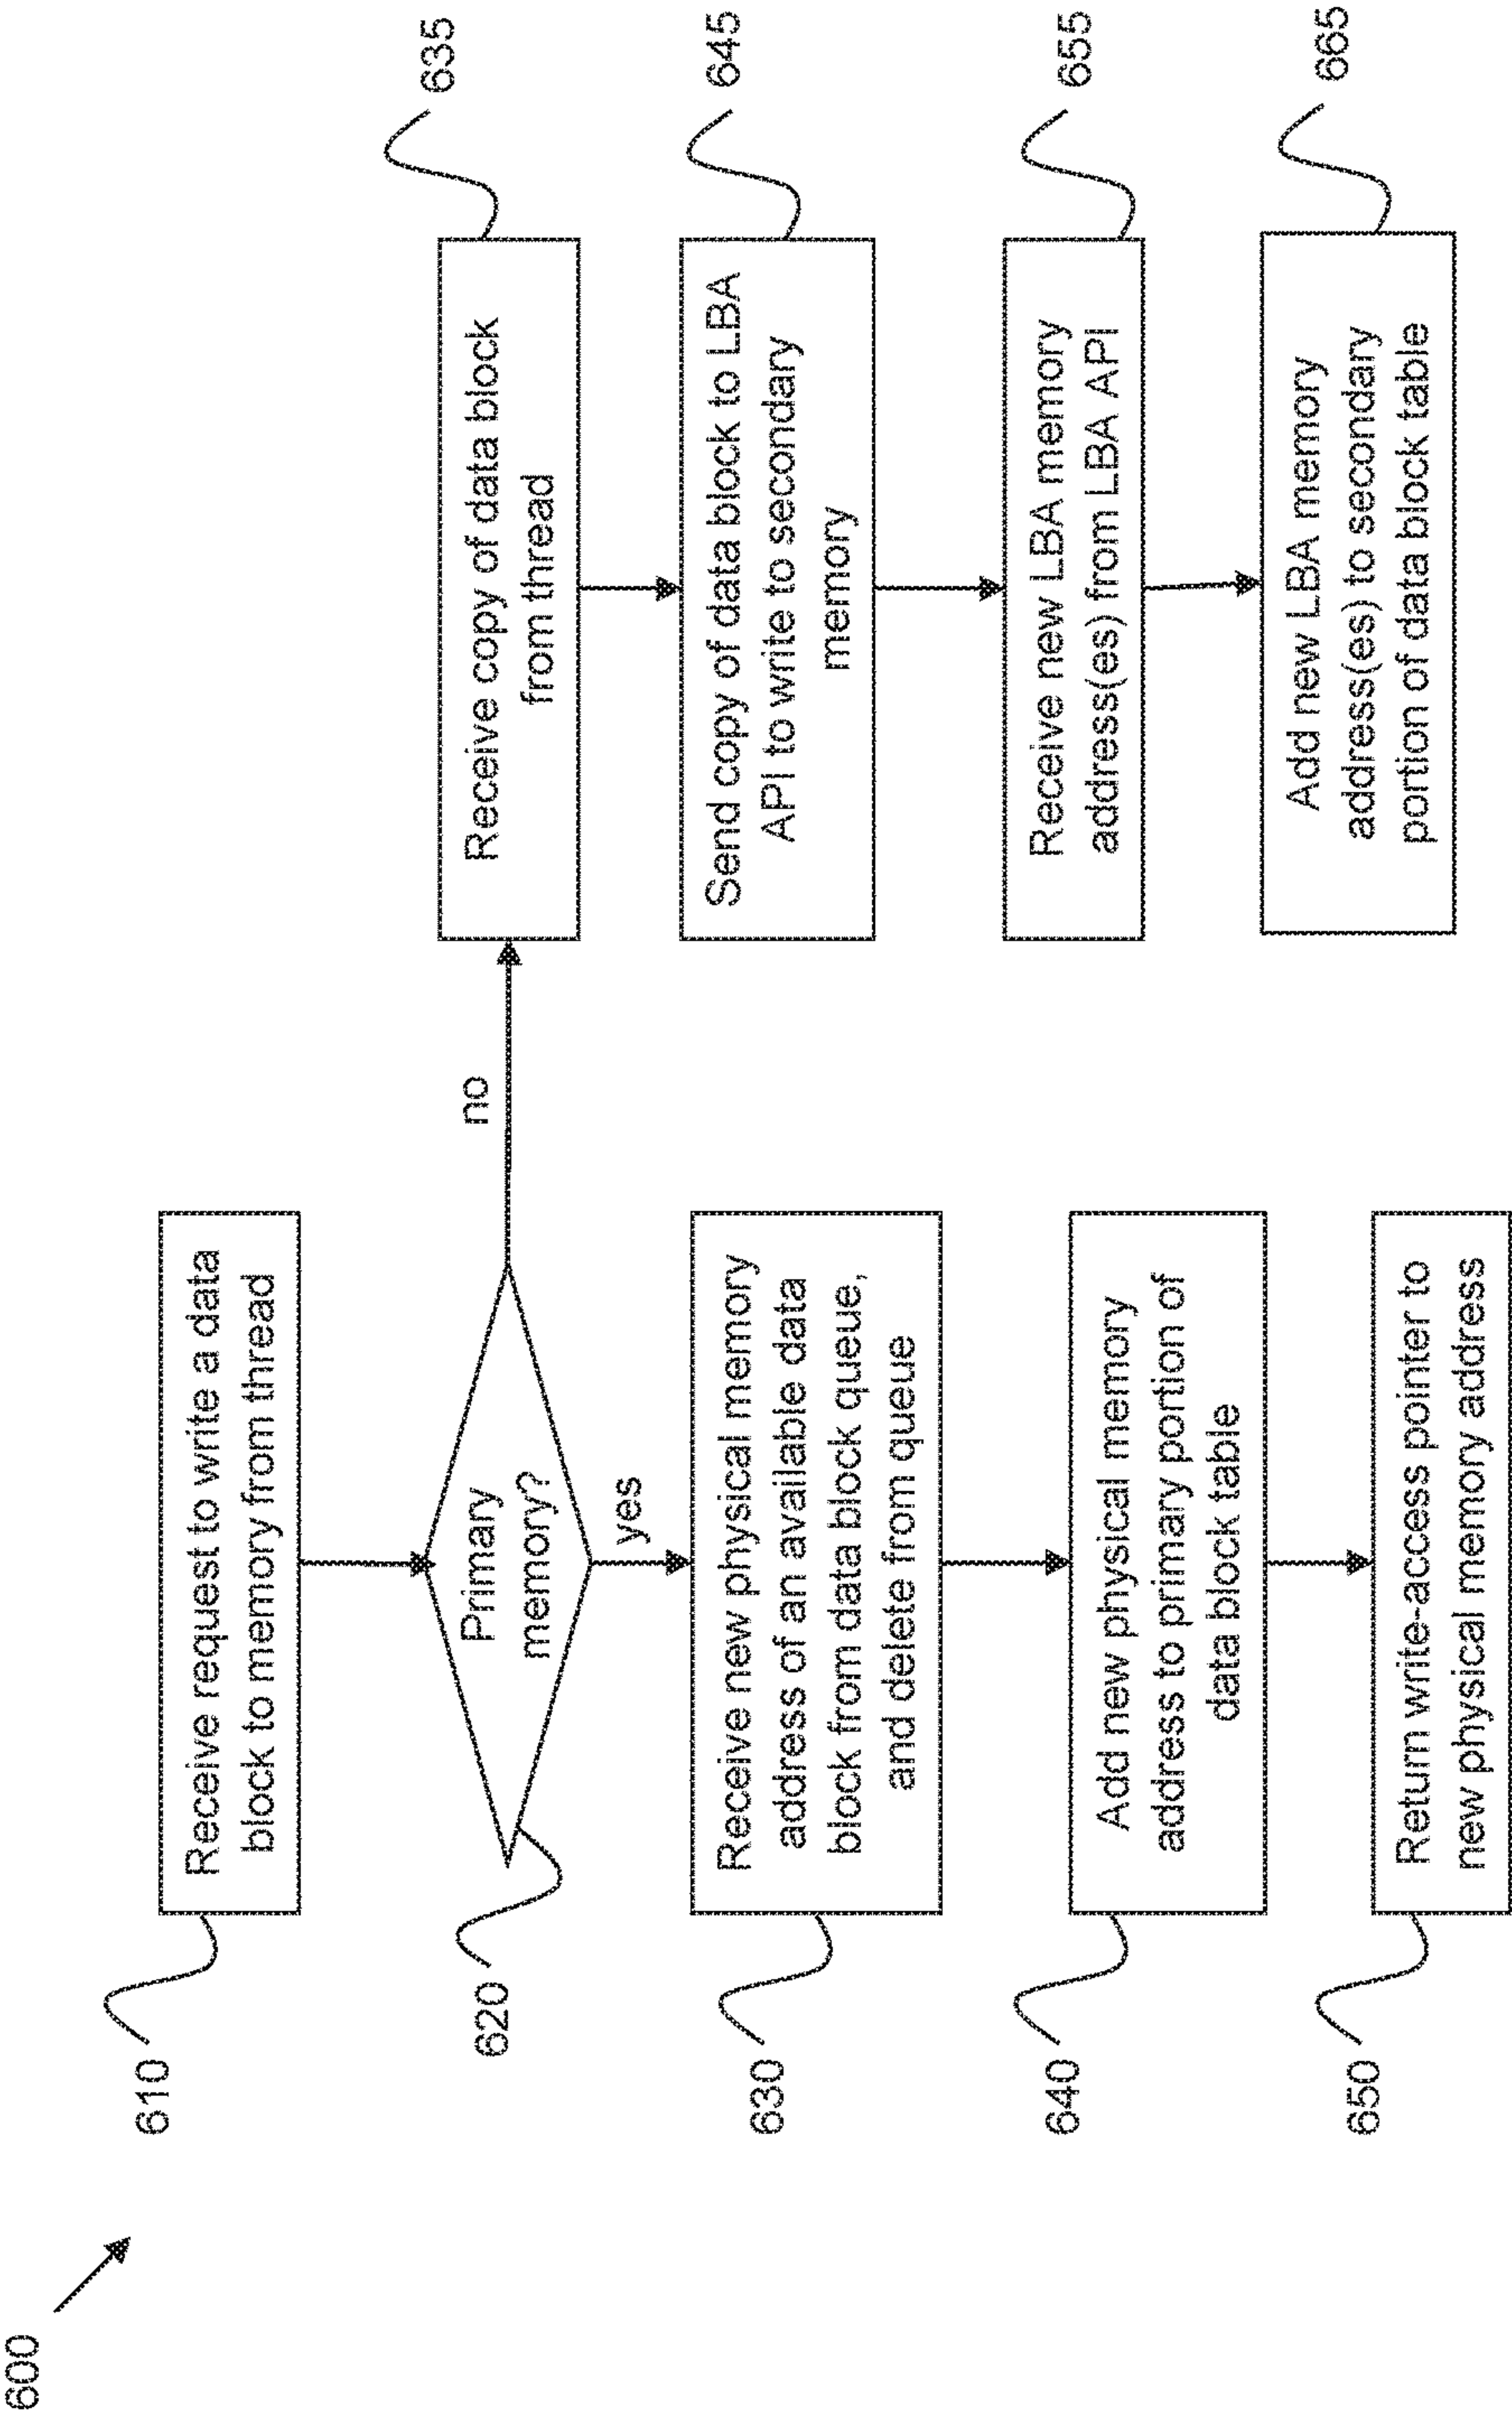 600
610
Receive request to write a data
block to memory from thread
620
Primary
memory?
no
yes
630
Receive new physical memory
address of an available data
block from data block queue,
and delete from queue
640
Add new physical memory
address to primary portion of
data block table
650
Return write-access pointer to
new physical memory address
635
Receive copy of data block
from thread
645
Send copy of data block to LBA
API to write to secondary
memory
655
Receive new LBA memory
address(es) from LBA API
665
Add new LBA memory
address(es) to secondary
portion of data block table